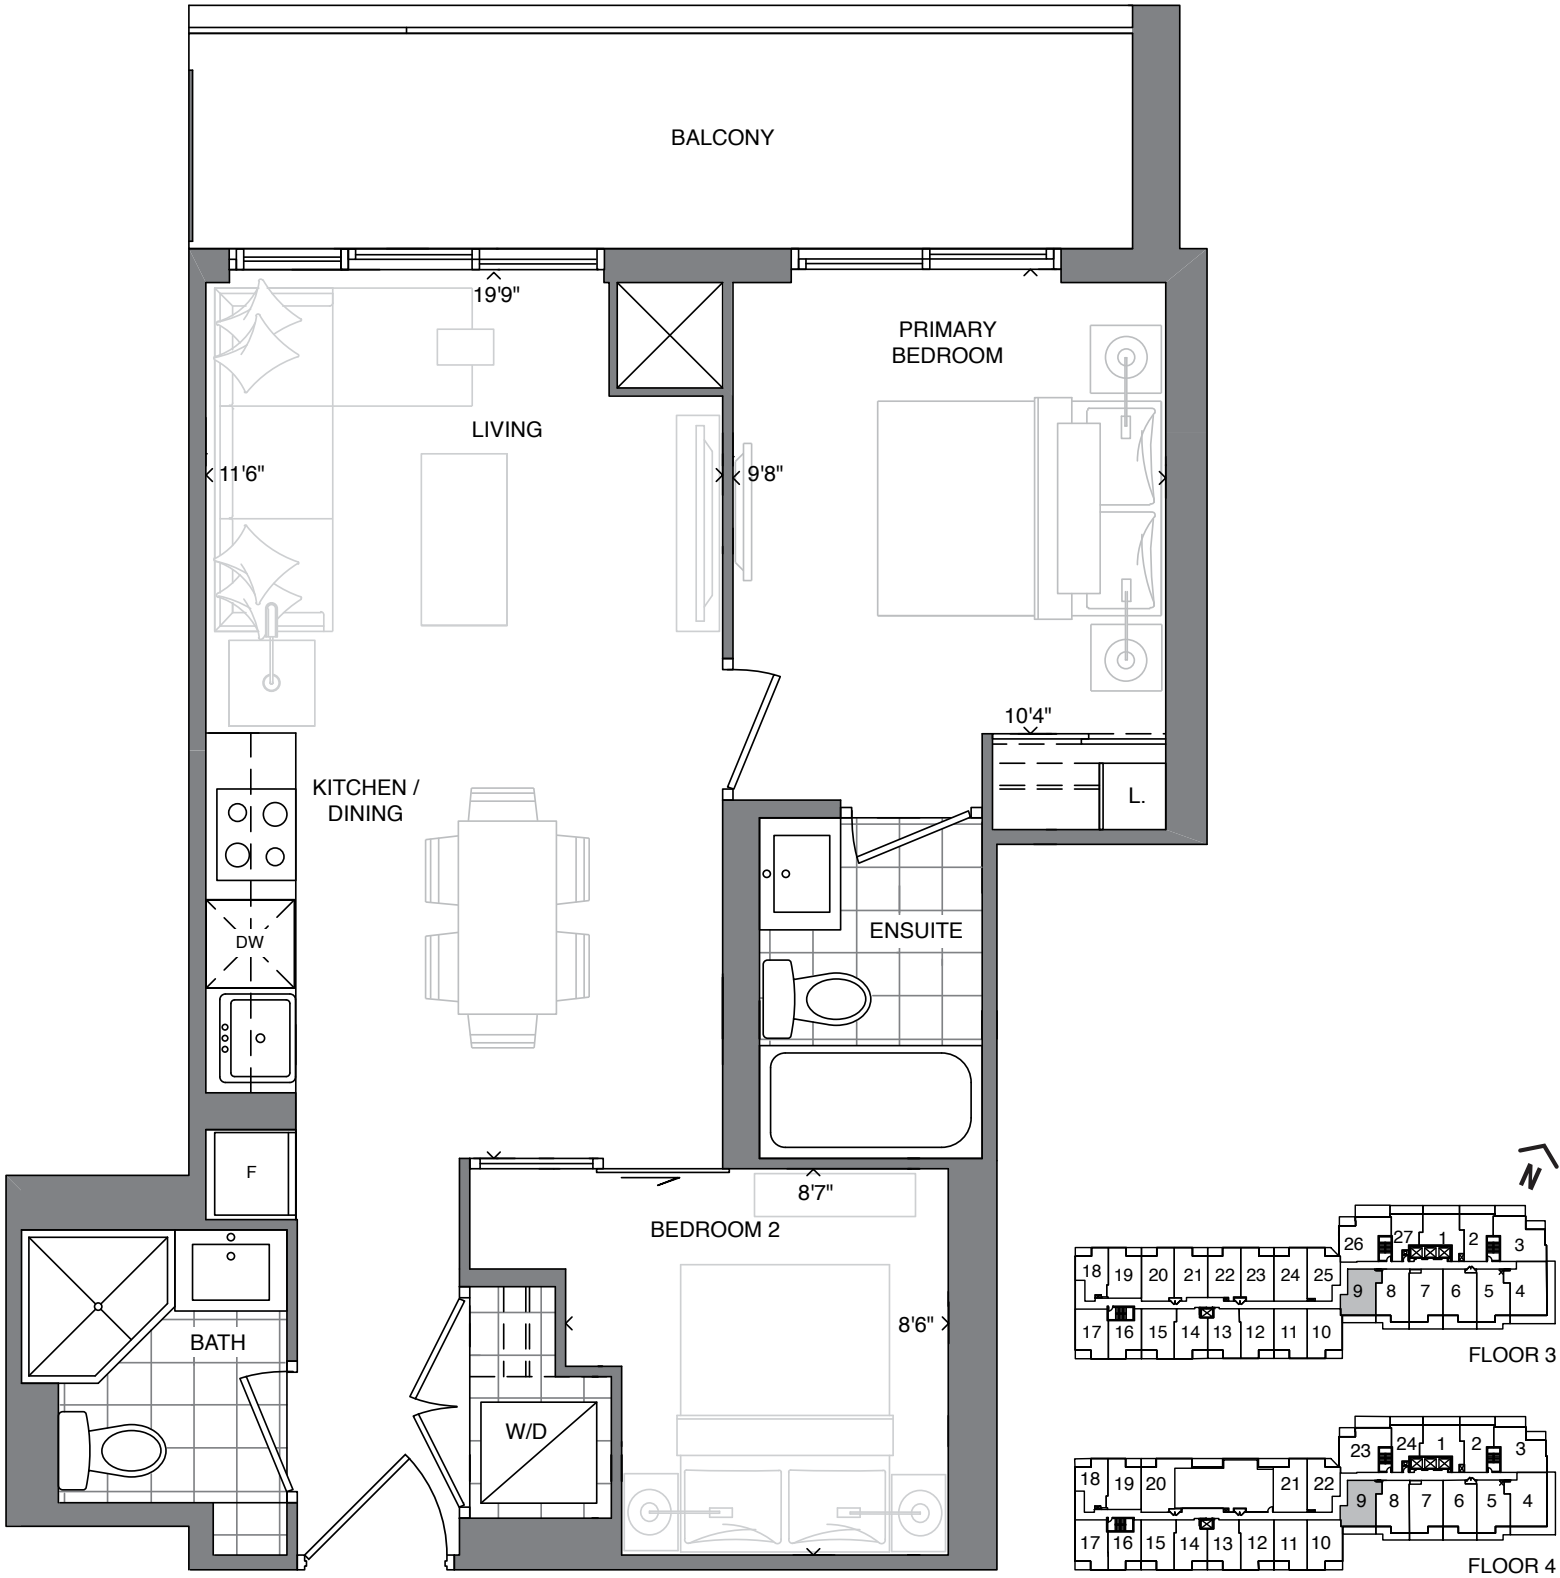 BALCONY
19'9"
PRIMARY
BEDROOM
LIVING
11'6"
9'8"
10'4"
KITCHEN /
DINING
L.
DW
ENSUITE
F
8'7"
BEDROOM 2
8'6"
BATH
W/D
N
26 27 1 2 3
18 19 20 21 22 23 24 25
9 8 7 6 5 4
17 16 15 14 13 12 11 10
FLOOR 3
23 24 1 2 3
18 19 20 21 22
9 8 7 6 5 4
17 16 15 14 13 12 11 10
FLOOR 4